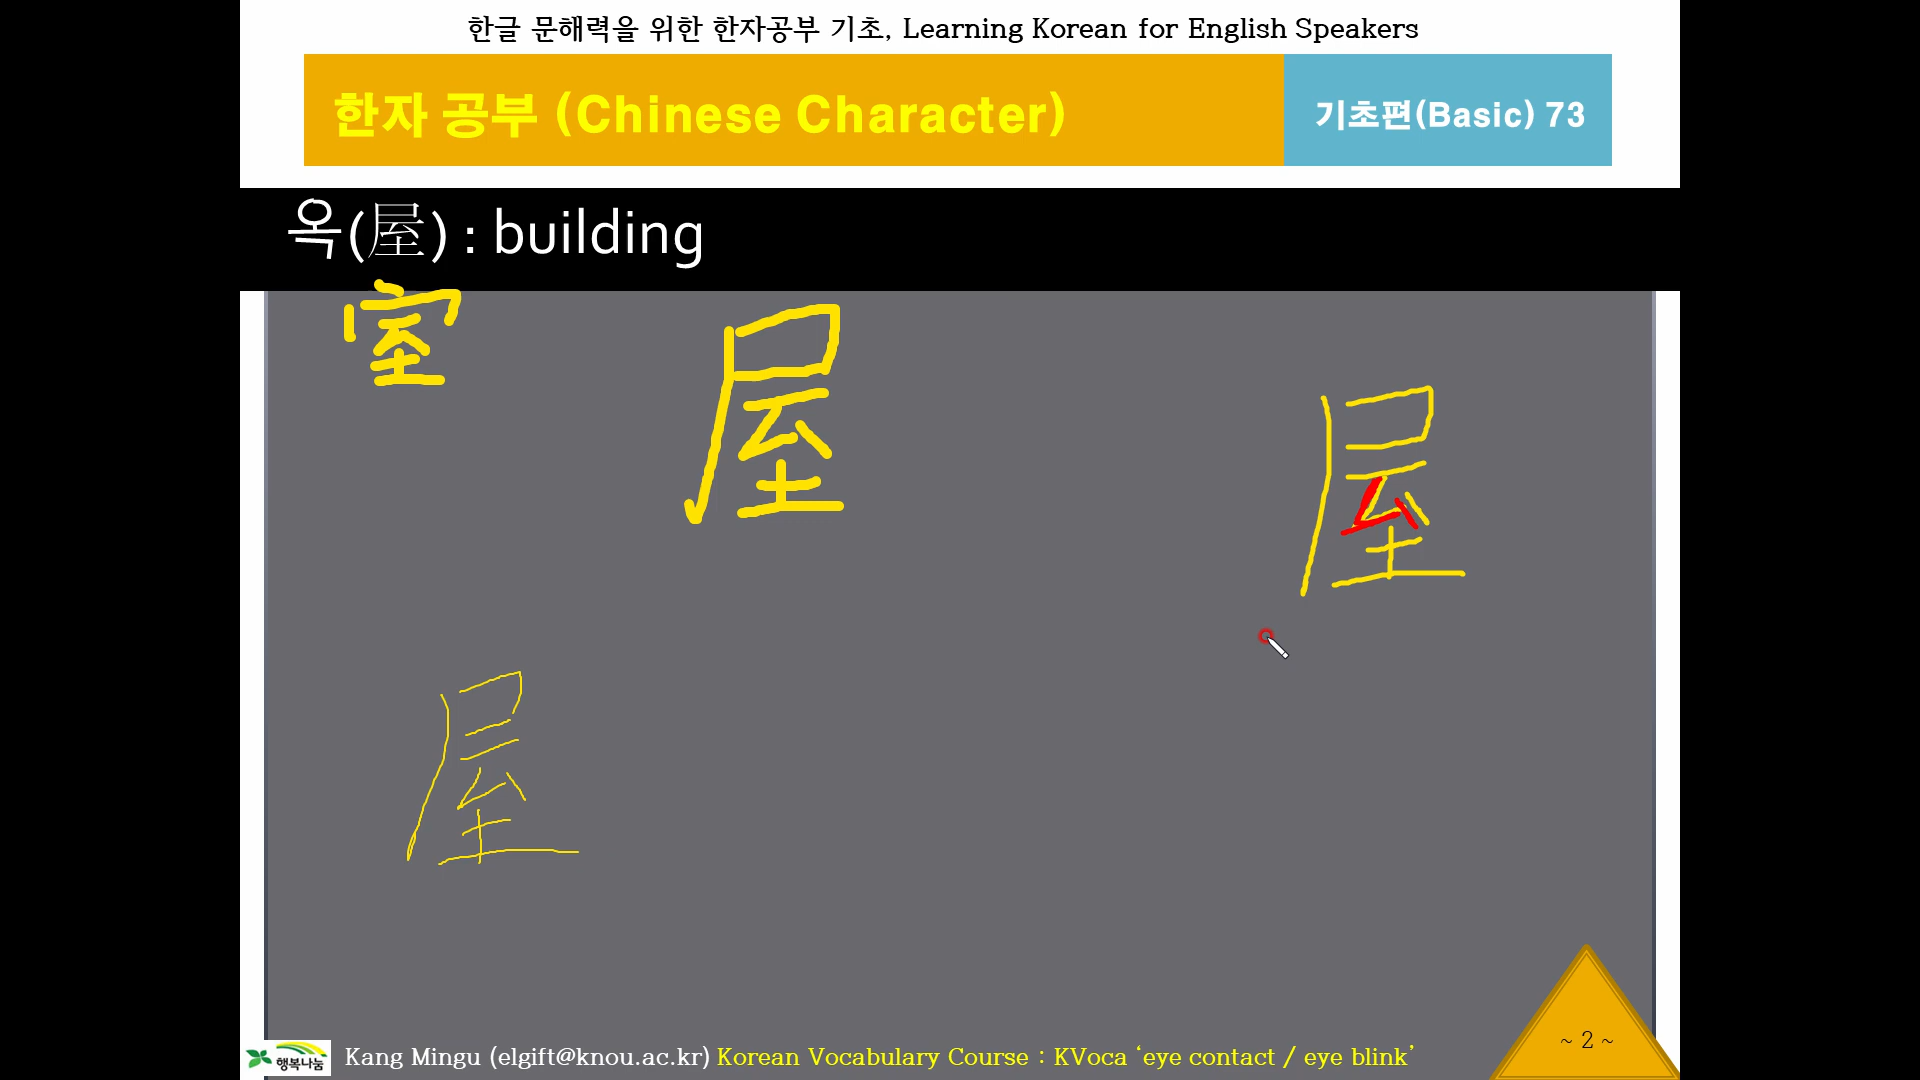 한글 문해력을 위한 한자공부 기초, Learning Korean for English Speakers
한자 공부 (Chinese Character)
기초편(Basic) 73
옥(屋) : building
室
屋
屋
屋
~ 2 ~
행복나눔
Kang Mingu (elgift@knou.ac.kr) Korean Vocabulary Course : KVoca ‘eye contact / eye blink’